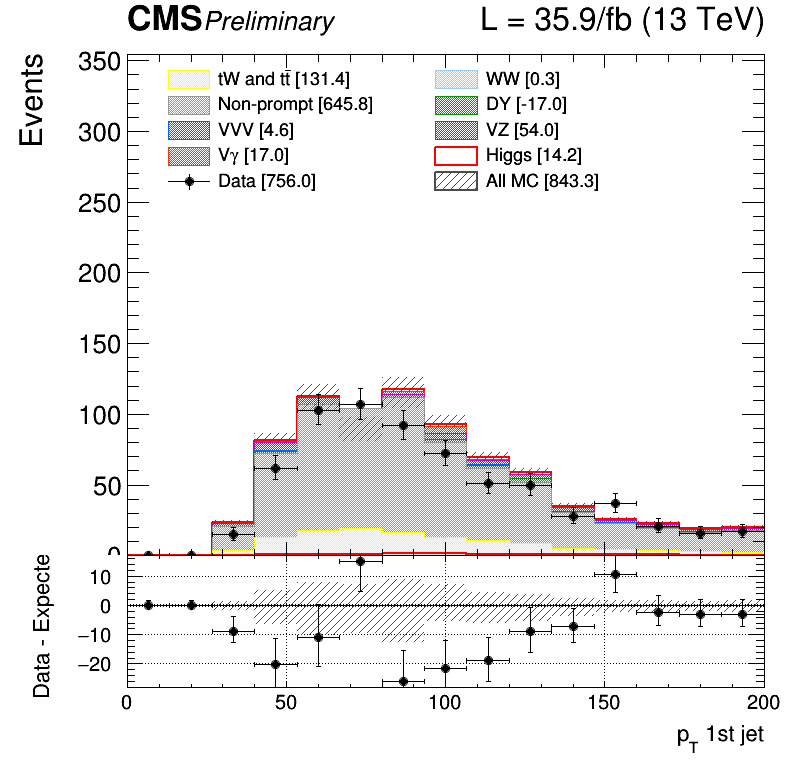 CMS Preliminary L = 35.9/fb (13 TeV)
Events
350
300
250
200
150
100
50
0
tW and tt̄ [131.4] WW [0.3]
Non-prompt [645.8] DY [-17.0]
VVV [4.6] VZ [54.0]
Vγ [17.0] Higgs [14.2]
Data [756.0] All MC [843.3]
Data - Expecte
10
0
−10
−20
0 50 100 150 200
pT 1st jet